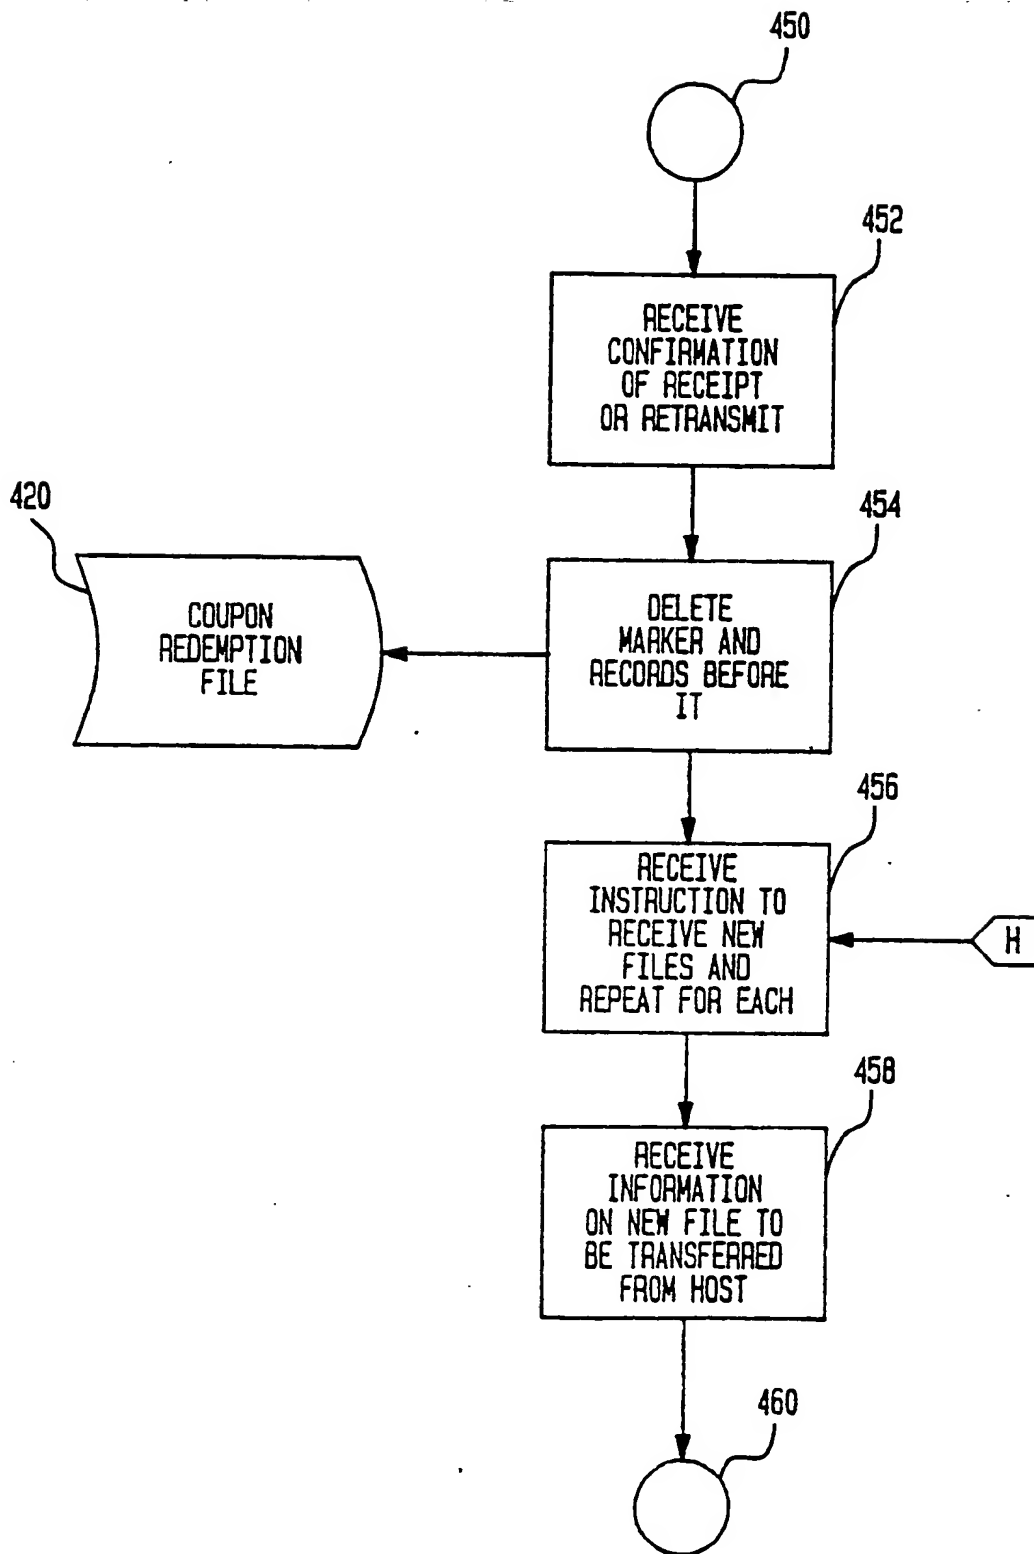 450
452
RECEIVE
CONFIRMATION
OF RECEIPT
OR RETRANSMIT
420
454
COUPON
REDEMPTION
FILE
DELETE
MARKER AND
RECORDS BEFORE
IT
456
RECEIVE
INSTRUCTION TO
RECEIVE NEW
FILES AND
REPEAT FOR EACH
H
458
RECEIVE
INFORMATION
ON NEW FILE TO
BE TRANSFERRED
FROM HOST
460